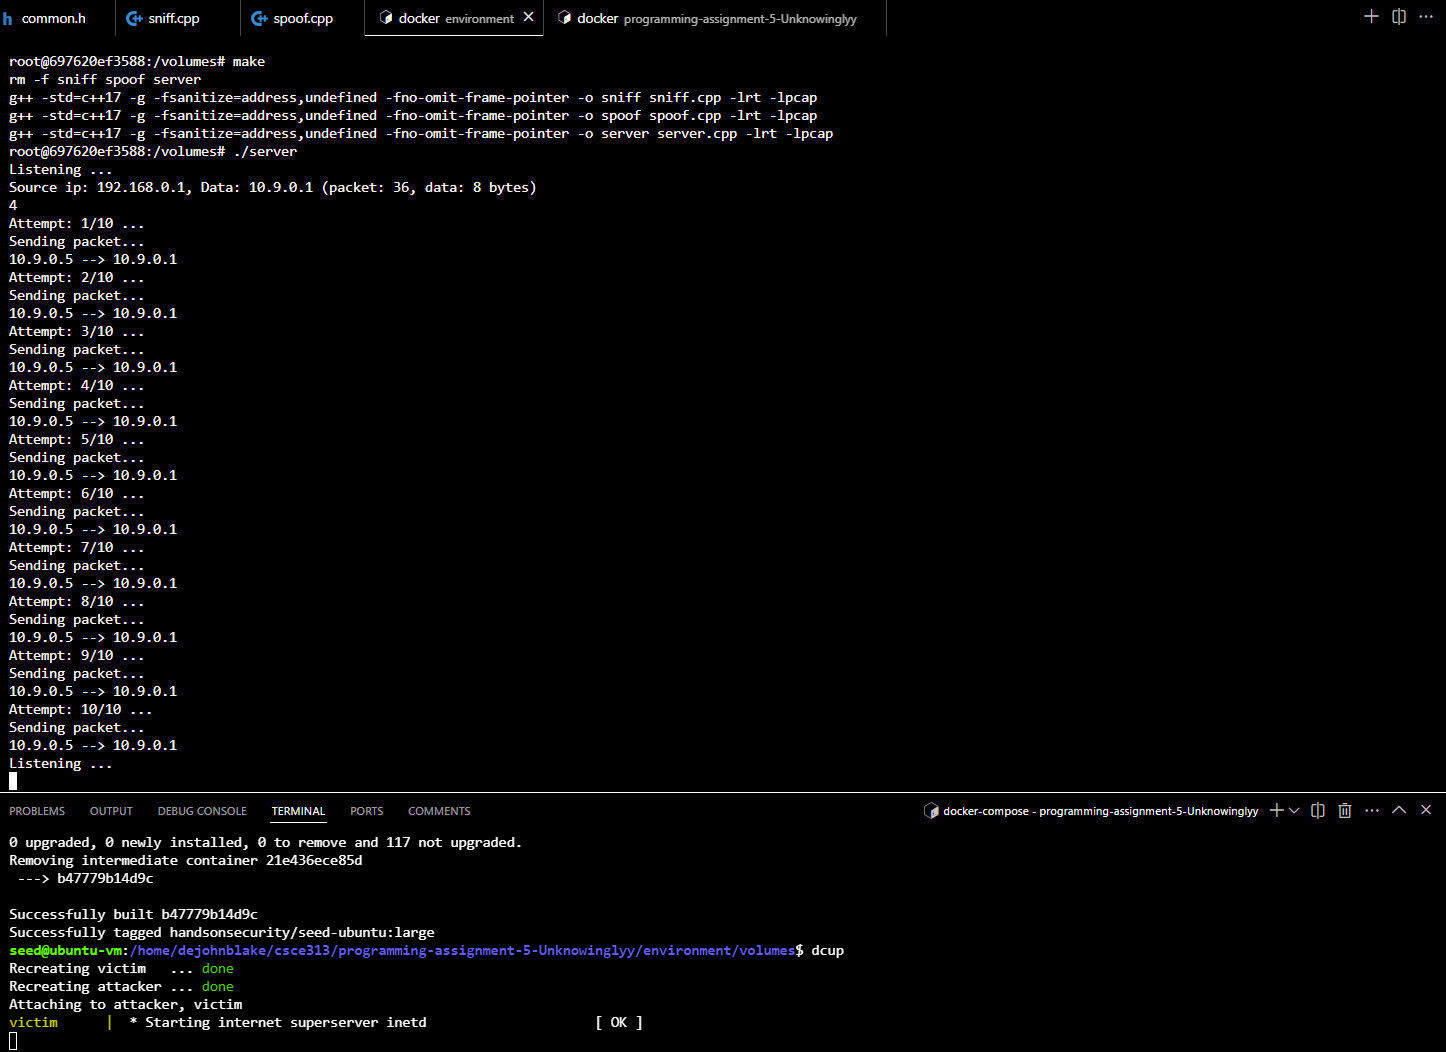 common.h sniff.cpp spoof.cpp docker environment docker programming-assignment-5-Unknowinglyy
root@697620ef3588:/volumes# make
rm -f sniff spoof server
g++ -std=c++17 -g -fsanitize=address,undefined -fno-omit-frame-pointer -o sniff sniff.cpp -lrt -lpcap
g++ -std=c++17 -g -fsanitize=address,undefined -fno-omit-frame-pointer -o spoof spoof.cpp -lrt -lpcap
g++ -std=c++17 -g -fsanitize=address,undefined -fno-omit-frame-pointer -o server server.cpp -lrt -lpcap
root@697620ef3588:/volumes# ./server
Listening ...
Source ip: 192.168.0.1, Data: 10.9.0.1 (packet: 36, data: 8 bytes)
4
Attempt: 1/10 ...
Sending packet...
10.9.0.5 --> 10.9.0.1
Attempt: 2/10 ...
Sending packet...
10.9.0.5 --> 10.9.0.1
Attempt: 3/10 ...
Sending packet...
10.9.0.5 --> 10.9.0.1
Attempt: 4/10 ...
Sending packet...
10.9.0.5 --> 10.9.0.1
Attempt: 5/10 ...
Sending packet...
10.9.0.5 --> 10.9.0.1
Attempt: 6/10 ...
Sending packet...
10.9.0.5 --> 10.9.0.1
Attempt: 7/10 ...
Sending packet...
10.9.0.5 --> 10.9.0.1
Attempt: 8/10 ...
Sending packet...
10.9.0.5 --> 10.9.0.1
Attempt: 9/10 ...
Sending packet...
10.9.0.5 --> 10.9.0.1
Attempt: 10/10 ...
Sending packet...
10.9.0.5 --> 10.9.0.1
Listening ...
PROBLEMS OUTPUT DEBUG CONSOLE TERMINAL PORTS COMMENTS docker-compose - programming-assignment-5-Unknowinglyy
0 upgraded, 0 newly installed, 0 to remove and 117 not upgraded.
Removing intermediate container 21e436ece85d
 ---> b47779b14d9c
Successfully built b47779b14d9c
Successfully tagged handsonsecurity/seed-ubuntu:large
seed@ubuntu-vm:/home/dejohnblake/csce313/programming-assignment-5-Unknowinglyy/environment/volumes$ dcup
Recreating victim   ... done
Recreating attacker ... done
Attaching to attacker, victim
victim      |  * Starting internet superserver inetd                     [ OK ]